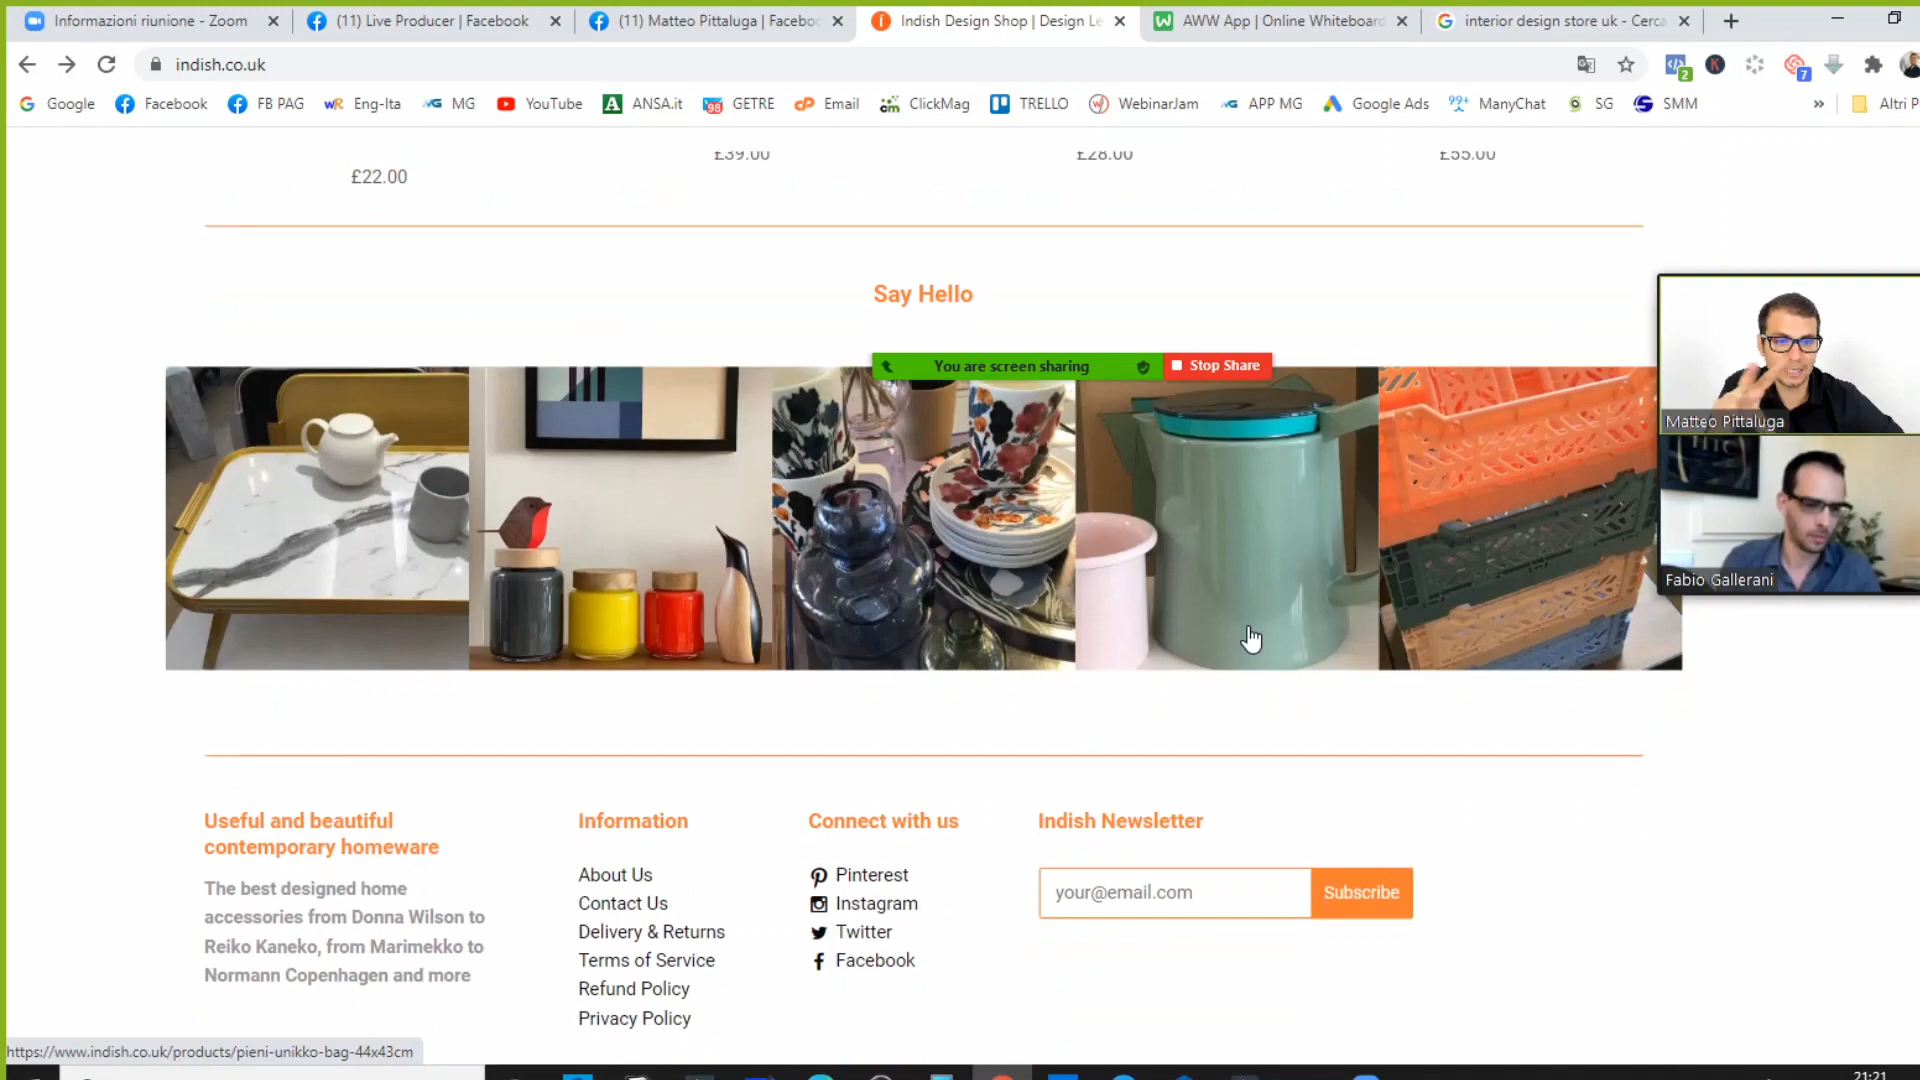 Informazioni riunione - Zoom
(11) Live Producer | Facebook
(11) Matteo Pittaluga | Faceboo
Indish Design Shop | Design Le
AWW App | Online Whiteboard
interior design store uk - Cerca
indish.co.uk
2
7
Google
Facebook
FB PAG
Eng-Ita
MG
YouTube
ANSA.it
GETRE
Email
ClickMag
TRELLO
WebinarJam
APP MG
Google Ads
ManyChat
SG
SMM
Altri P
£22.00
£39.00
£28.00
£55.00
Say Hello
You are screen sharing
Stop Share
Matteo Pittaluga
Fabio Gallerani
Useful and beautiful
contemporary homeware
The best designed home
accessories from Donna Wilson to
Reiko Kaneko, from Marimekko to
Normann Copenhagen and more
Information
About Us
Contact Us
Delivery & Returns
Terms of Service
Refund Policy
Privacy Policy
Connect with us
Pinterest
Instagram
Twitter
Facebook
Indish Newsletter
your@email.com
Subscribe
https://www.indish.co.uk/products/pieni-unikko-bag-44x43cm
21:21